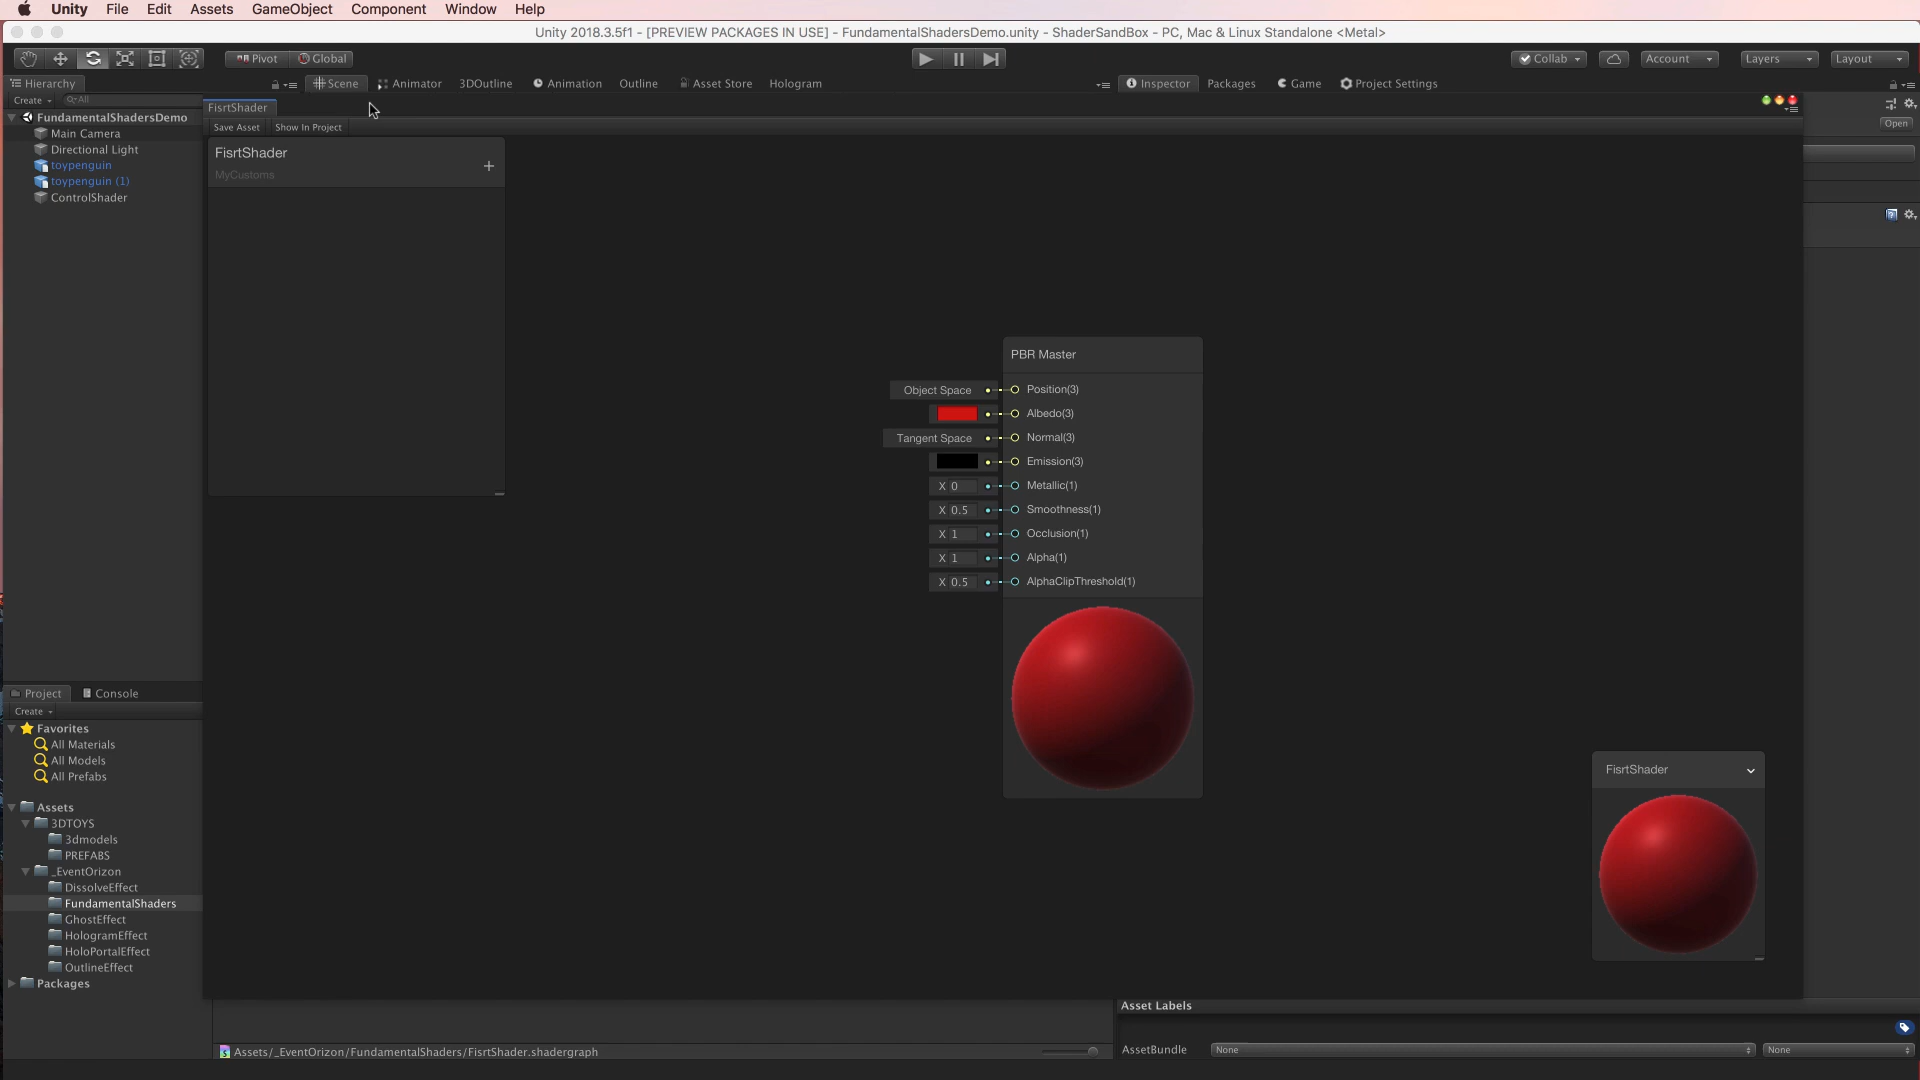 Unity File Edit Assets GameObject Component Window Help
Unity 2018.3.5f1 - [PREVIEW PACKAGES IN USE] - FundamentalShadersDemo.unity - ShaderSandBox - PC, Mac & Linux Standalone <Metal>
Pivot Global Collab Account Layers Layout
Hierarchy Scene Animator 3DOutline Animation Outline Asset Store Hologram Inspector Packages Game Project Settings
Create All
FisrtShader
Open
Save Asset Show In Project
FundamentalShadersDemo
Main Camera
Directional Light
toypenguin
toypenguin (1)
ControlShader
FisrtShader
MyCustoms
PBR Master
Object Space Position(3)
Albedo(3)
Tangent Space Normal(3)
Emission(3)
X 0 Metallic(1)
X 0.5 Smoothness(1)
X 1 Occlusion(1)
X 1 Alpha(1)
X 0.5 AlphaClipThreshold(1)
FisrtShader
Project Console
Create
Favorites
All Materials
All Models
All Prefabs
Assets
3DTOYS
3dmodels
PREFABS
_EventOrizon
DissolveEffect
FundamentalShaders
GhostEffect
HologramEffect
HoloPortalEffect
OutlineEffect
Packages
Asset Labels
Assets/_EventOrizon/FundamentalShaders/FisrtShader.shadergraph
AssetBundle None None